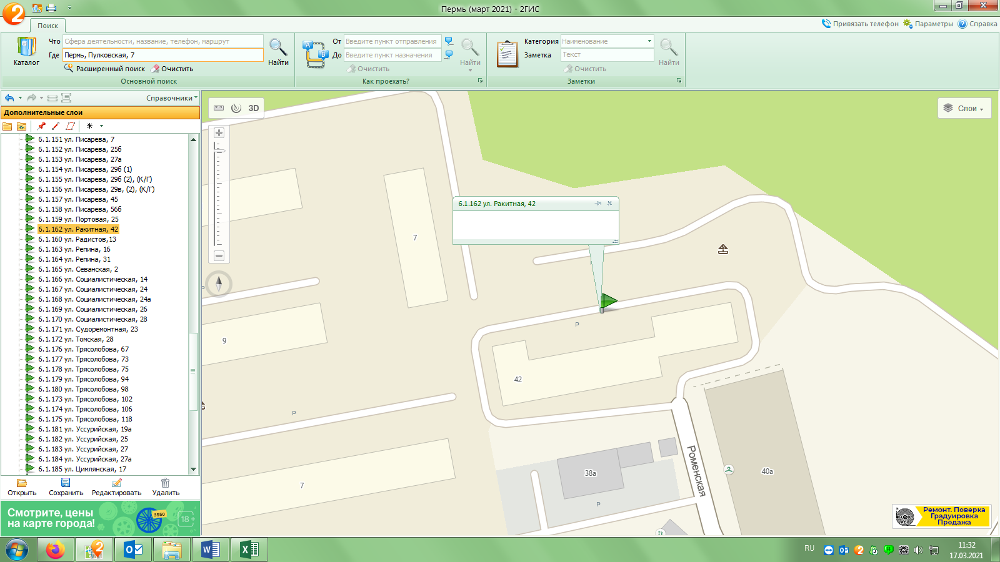 Пермь (март 2021) - 2ГИС
Поиск
Привязать телефон
Параметры
Справка
Каталог
Что
Сфера деятельности, название, телефон, маршрут
Где
Пермь, Пулковская, 7
Расширенный поиск
Очистить
Найти
Основной поиск
От
Введите пункт отправления
До
Введите пункт назначения
Очистить
Найти
Как проехать?
Категория
Наименование
Заметка
Текст
Очистить
Найти
Заметки
Справочники
Дополнительные слои
6.1.151 ул. Писарева, 7
6.1.152 ул. Писарева, 25б
6.1.153 ул. Писарева, 27а
6.1.154 ул. Писарева, 29б (1)
6.1.155 ул. Писарева, 29б (2), (К/Г)
6.1.156 ул. Писарева, 29в, (2), (К/Г)
6.1.157 ул. Писарева, 45
6.1.158 ул. Писарева, 56б
6.1.159 ул. Портовая, 25
6.1.162 ул. Ракитная, 42
6.1.160 ул. Радистов,13
6.1.163 ул. Репина, 16
6.1.164 ул. Репина, 31
6.1.165 ул. Севанская, 2
6.1.166 ул. Социалистическая, 14
6.1.167 ул. Социалистическая, 24
6.1.168 ул. Социалистическая, 24а
6.1.169 ул. Социалистическая, 26
6.1.170 ул. Социалистическая, 28
6.1.171 ул. Судоремонтная, 23
6.1.172 ул. Томская, 28
6.1.176 ул. Трясолобова, 67
6.1.177 ул. Трясолобова, 73
6.1.178 ул. Трясолобова, 75
6.1.179 ул. Трясолобова, 94
6.1.180 ул. Трясолобова, 98
6.1.173 ул. Трясолобова, 102
6.1.174 ул. Трясолобова, 106
6.1.175 ул. Трясолобова, 118
6.1.181 ул. Уссурийская, 19а
6.1.182 ул. Уссурийская, 25
6.1.183 ул. Уссурийская, 27
6.1.184 ул. Уссурийская, 27а
6.1.185 ул. Цимлянская, 17
Открыть
Сохранить
Редактировать
Удалить
Смотрите, цены
на карте города!
3550
18+
3D
Слои
6.1.162 ул. Ракитная, 42
7
9
P
P
42
P
7
38а
P
Роменская
40а
Ремонт. Поверка
Градуировка
Продажа
RU
11:32
17.03.2021